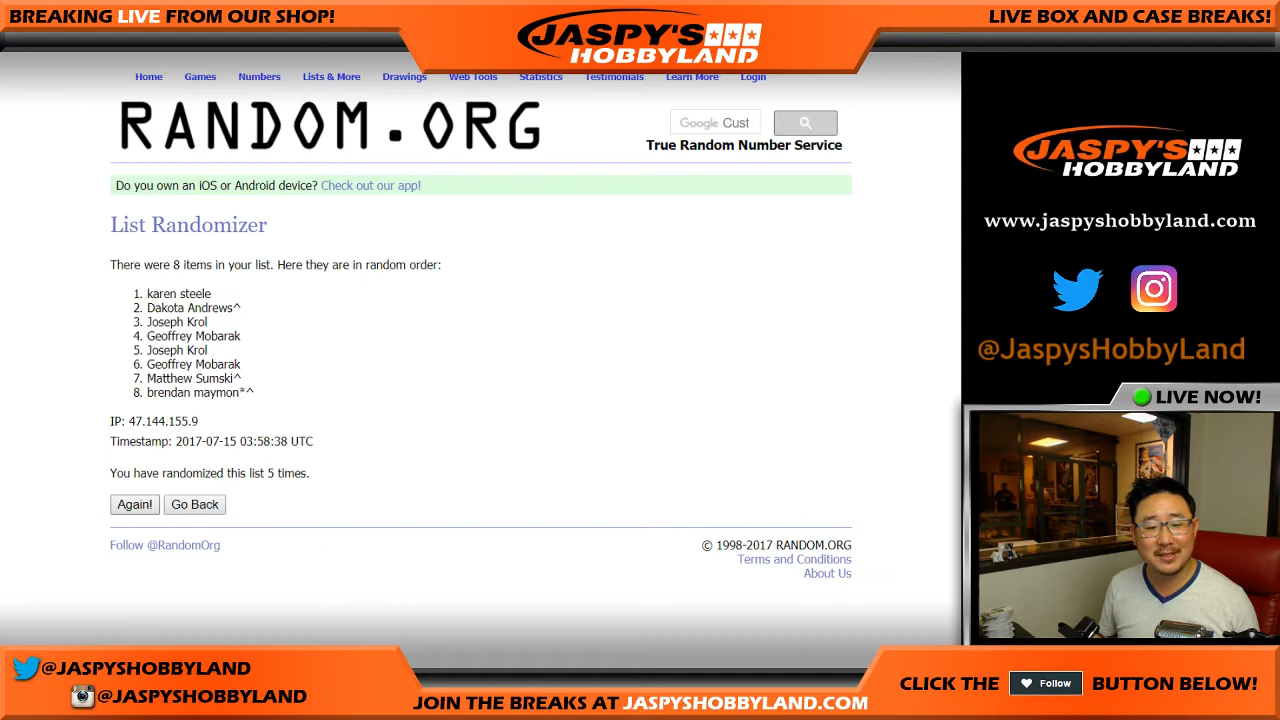 BREAKING LIVE FROM OUR SHOP!
JASPY'S
HOBBYLAND
LIVE BOX AND CASE BREAKS!
Home Games Numbers Lists & More Drawings Web Tools Statistics Testimonials Learn More Login
RANDOM.ORG
Google Cust
True Random Number Service
Do you own an iOS or Android device? Check out our app!
List Randomizer
There were 8 items in your list. Here they are in random order:
1. karen steele
2. Dakota Andrews^
3. Joseph Krol
4. Geoffrey Mobarak
5. Joseph Krol
6. Geoffrey Mobarak
7. Matthew Sumski^
8. brendan maymon*^
IP: 47.144.155.9
Timestamp: 2017-07-15 03:58:38 UTC
You have randomized this list 5 times.
Again! Go Back
Follow @RandomOrg
© 1998-2017 RANDOM.ORG
Terms and Conditions
About Us
JASPY'S
HOBBYLAND
www.jaspyshobbyland.com
@JaspysHobbyLand
LIVE NOW!
@JASPYSHOBBYLAND
@JASPYSHOBBYLAND
JOIN THE BREAKS AT JASPYSHOBBYLAND.COM
CLICK THE Follow BUTTON BELOW!